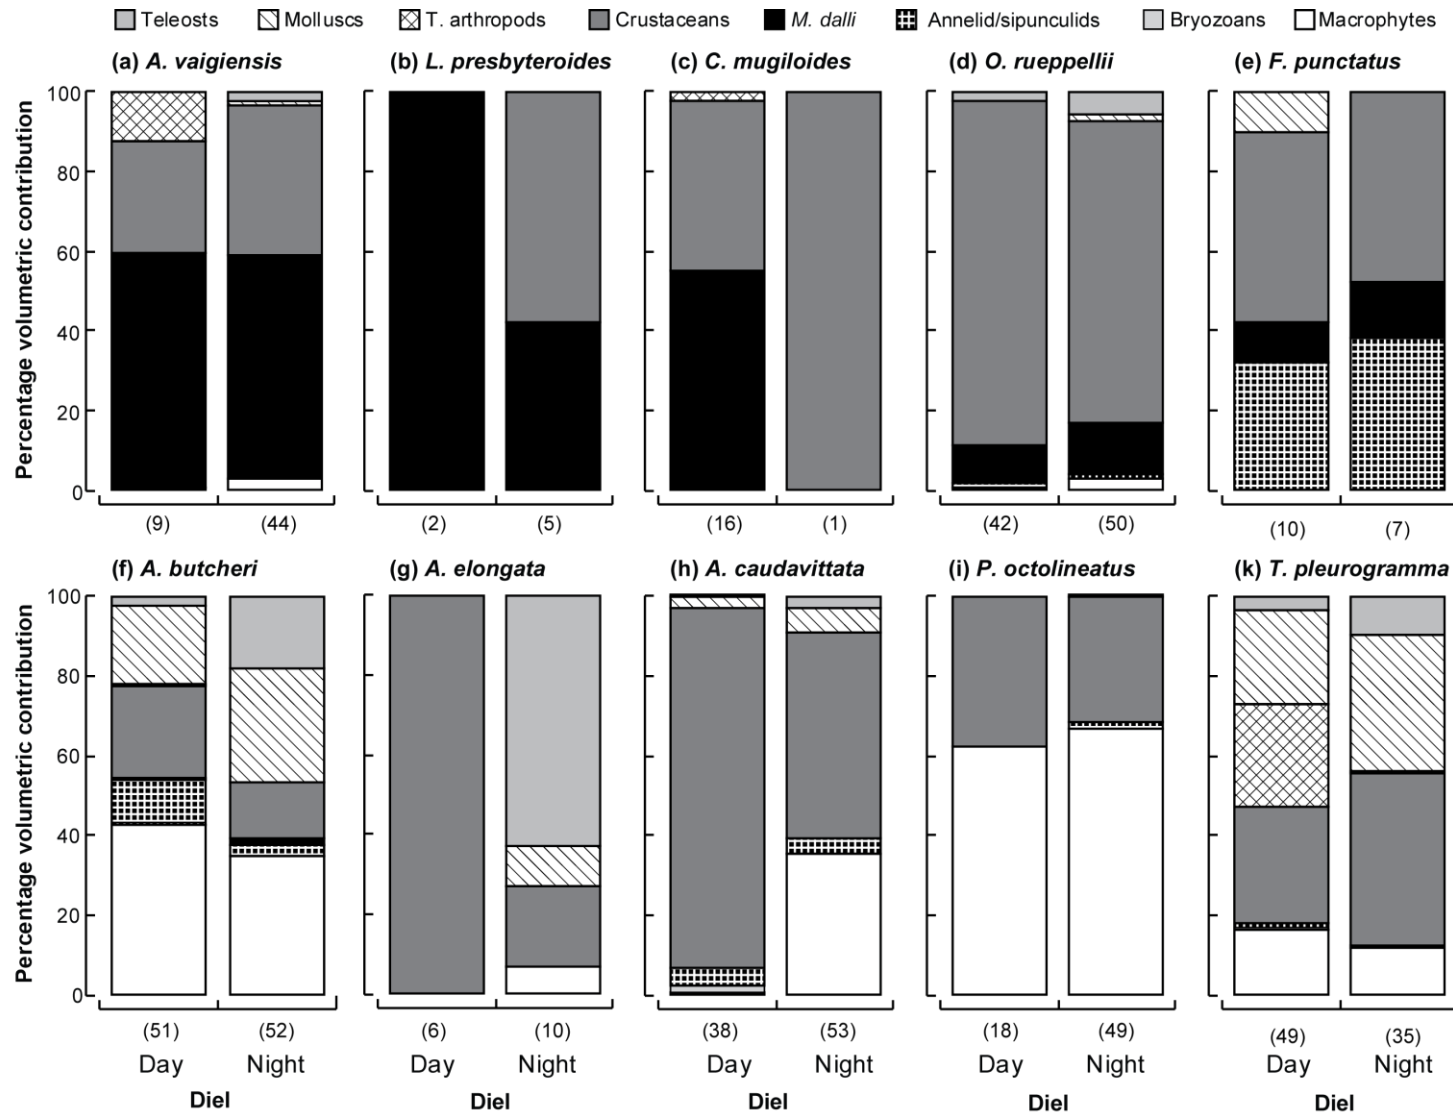 Teleosts Molluscs T. arthropods Crustaceans M. dalli Annelid/sipunculids Bryozoans Macrophytes
(a) A. vaigiensis (b) L. presbyteroides (c) C. mugiloides (d) O. rueppellii (e) F. punctatus
Percentage volumetric contribution
100
80
60
40
20
0
(9) (44) (2) (5) (16) (1) (42) (50) (10) (7)
(f) A. butcheri (g) A. elongata (h) A. caudavittata (i) P. octolineatus (k) T. pleurogramma
Percentage volumetric contribution
100
80
60
40
20
0
(51) (52) (6) (10) (38) (53) (18) (49) (49) (35)
Day Night Day Night Day Night Day Night Day Night
Diel Diel Diel Diel Diel